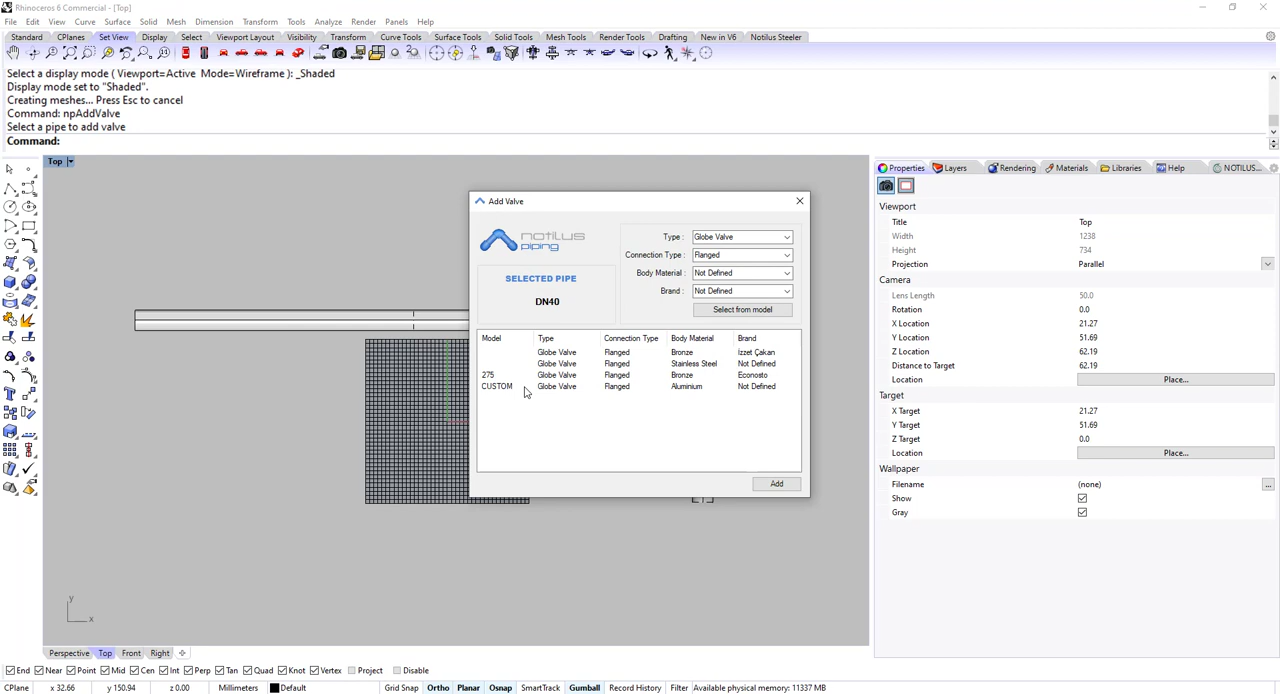 Rhinoceros 6 Commercial - [Top]
File Edit View Curve Surface Solid Mesh Dimension Transform Tools Analyze Render Panels Help
Standard CPlanes Set View Display Select Viewport Layout Visibility Transform Curve Tools Surface Tools Solid Tools Mesh Tools Render Tools Drafting New in V6 Notilus Steeler
Select a display mode ( Viewport=Active Mode=Wireframe ): _Shaded
Display mode set to "Shaded".
Creating meshes... Press Esc to cancel
Command: npAddValve
Select a pipe to add valve
Command:
Top
Properties Layers Rendering Materials Libraries Help NOTILUS...
Viewport
Title Top
Width 1238
Height 734
Projection Parallel
Camera
Lens Length 50.0
Rotation 0.0
X Location 21.27
Y Location 51.69
Z Location 62.19
Distance to Target 62.19
Location Place...
Target
X Target 21.27
Y Target 51.69
Z Target 0.0
Location Place...
Wallpaper
Filename (none) ...
Show
Gray
Add Valve
notilus
piping
SELECTED PIPE
DN40
Type : Globe Valve
Connection Type : Flanged
Body Material : Not Defined
Brand : Not Defined
Select from model
Model Type Connection Type Body Material Brand
Globe Valve Flanged Bronze İzzet Çakan
Globe Valve Flanged Stainless Steel Not Defined
275 Globe Valve Flanged Bronze Econosto
CUSTOM Globe Valve Flanged Aluminium Not Defined
Add
y
x
Perspective Top Front Right
End Near Point Mid Cen Int Perp Tan Quad Knot Vertex Project Disable
CPlane x 32.66 y 150.94 z 0.00 Millimeters Default Grid Snap Ortho Planar Osnap SmartTrack Gumball Record History Filter Available physical memory: 11337 MB